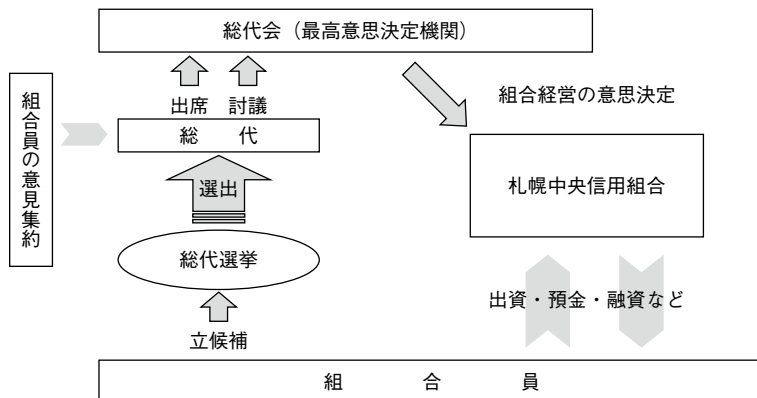 総代会（最高意思決定機関）
出席 討議
組合経営の意思決定
組合員の意見集約
総　代
札幌中央信用組合
選出
総代選挙
出資・預金・融資など
立候補
組　合　員